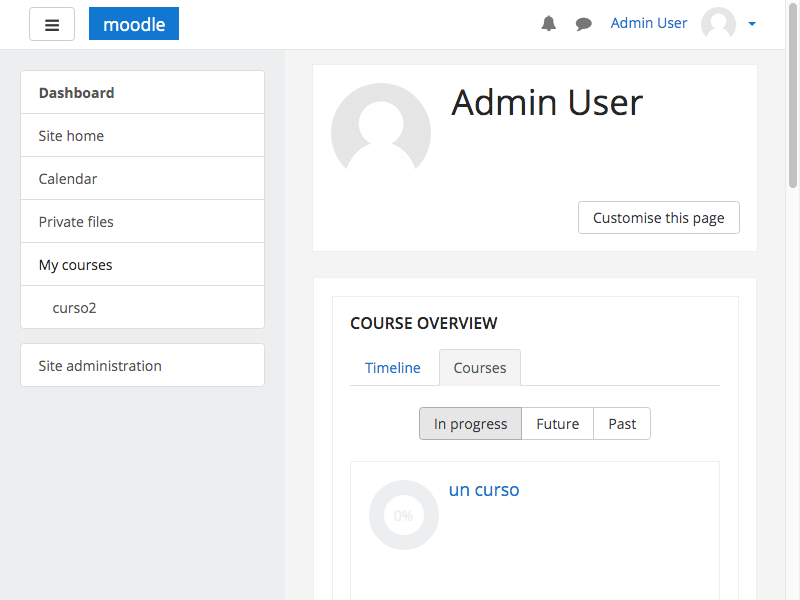 moodle
Admin User
Dashboard
Site home
Calendar
Private files
My courses
curso2
Site administration
Admin User
Customise this page
COURSE OVERVIEW
Timeline Courses
In progress Future Past
0%
un curso